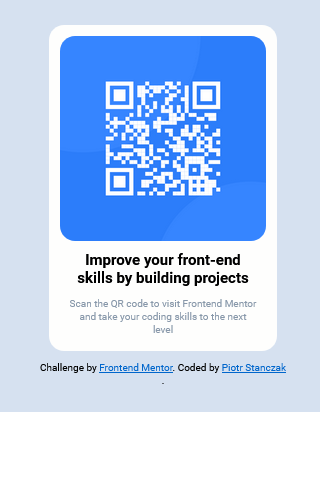 Improve your front-end
skills by building projects
Scan the QR code to visit Frontend Mentor
and take your coding skills to the next
level
Challenge by Frontend Mentor. Coded by Piotr Stanczak
.